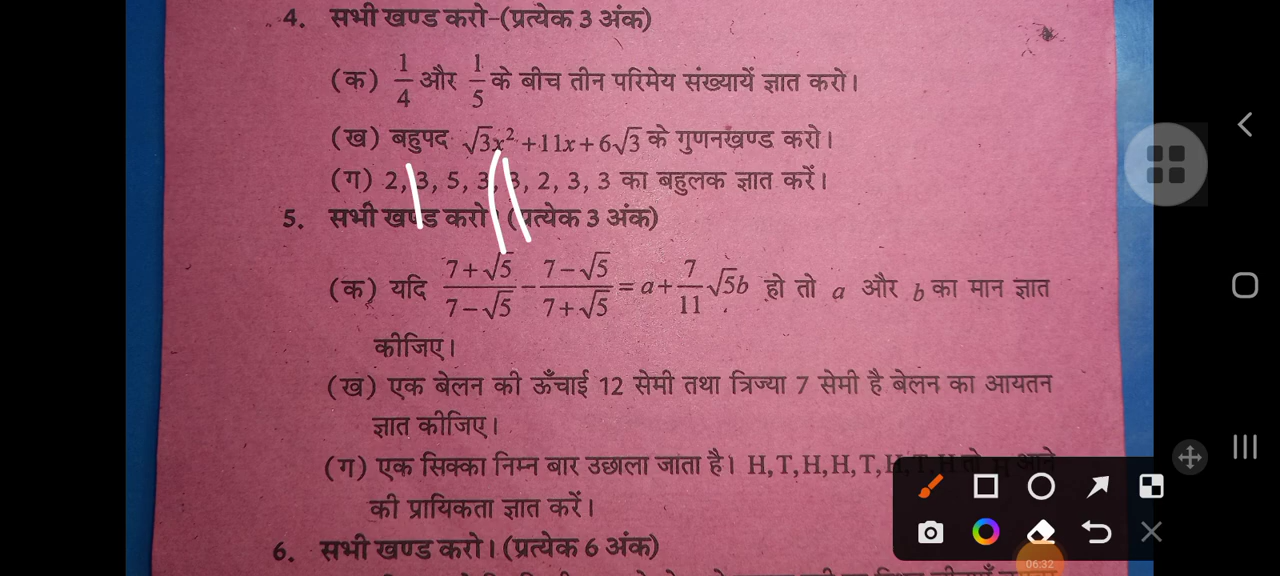 4. सभी खण्ड करो-(प्रत्येक 3 अंक)
(क) 1/4 और 1/5 के बीच तीन परिमेय संख्यायें ज्ञात करो।
(ख) बहुपद √3x² + 11x + 6√3 के गुणनखण्ड करो।
(ग) 2, 3, 5, 3, 3, 2, 3, 3 का बहुलक ज्ञात करें।
5. सभी खण्ड करो। (प्रत्येक 3 अंक)
(क) यदि (7+√5)/(7−√5) − (7−√5)/(7+√5) = a + 7/11 √5b हो तो a और b का मान ज्ञात
कीजिए।
(ख) एक बेलन की ऊँचाई 12 सेमी तथा त्रिज्या 7 सेमी है बेलन का आयतन
ज्ञात कीजिए।
(ग) एक सिक्का निम्न बार उछाला जाता है। H, T, H, H, T, H, T, H तो आने
की प्रायिकता ज्ञात करें।
6. सभी खण्ड करो। (प्रत्येक 6 अंक)
06:32